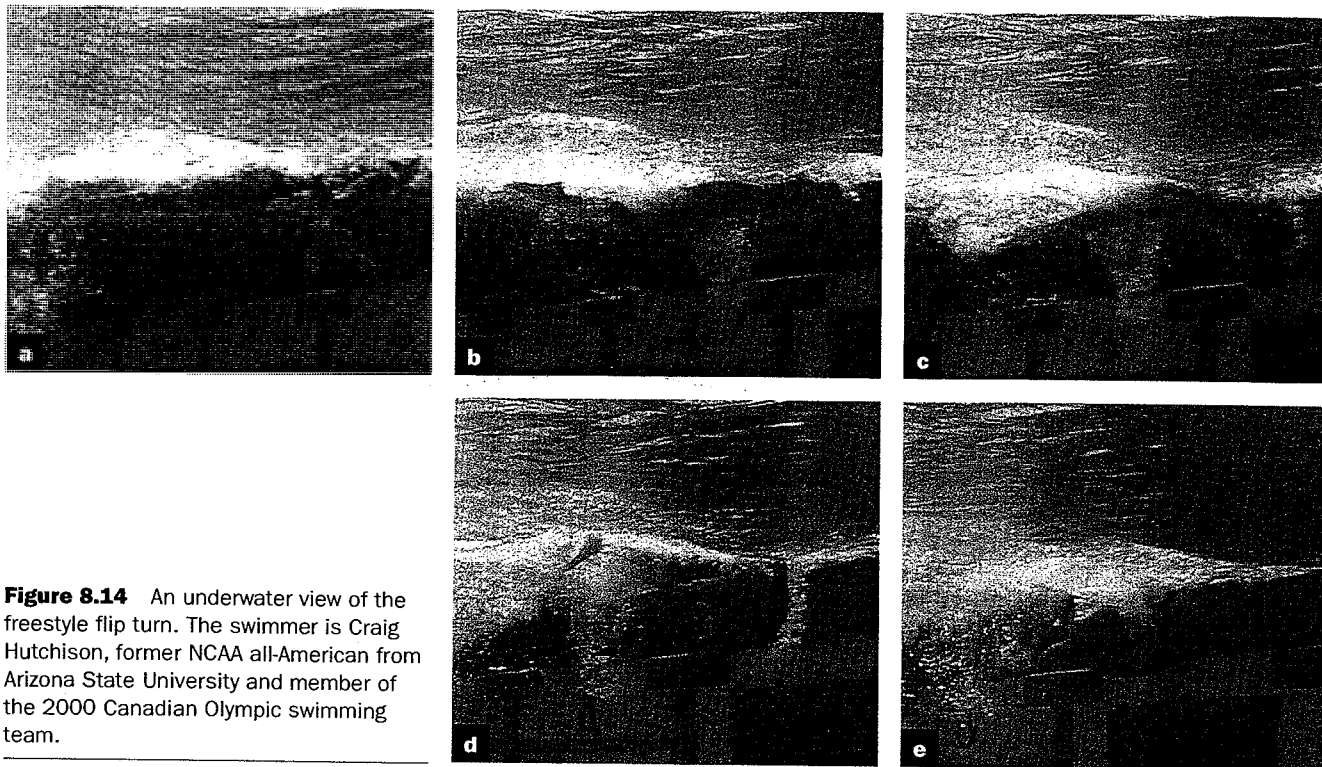 a
b
c
d
e
Figure 8.14 An underwater view of the
freestyle flip turn. The swimmer is Craig
Hutchison, former NCAA all-American from
Arizona State University and member of
the 2000 Canadian Olympic swimming
team.